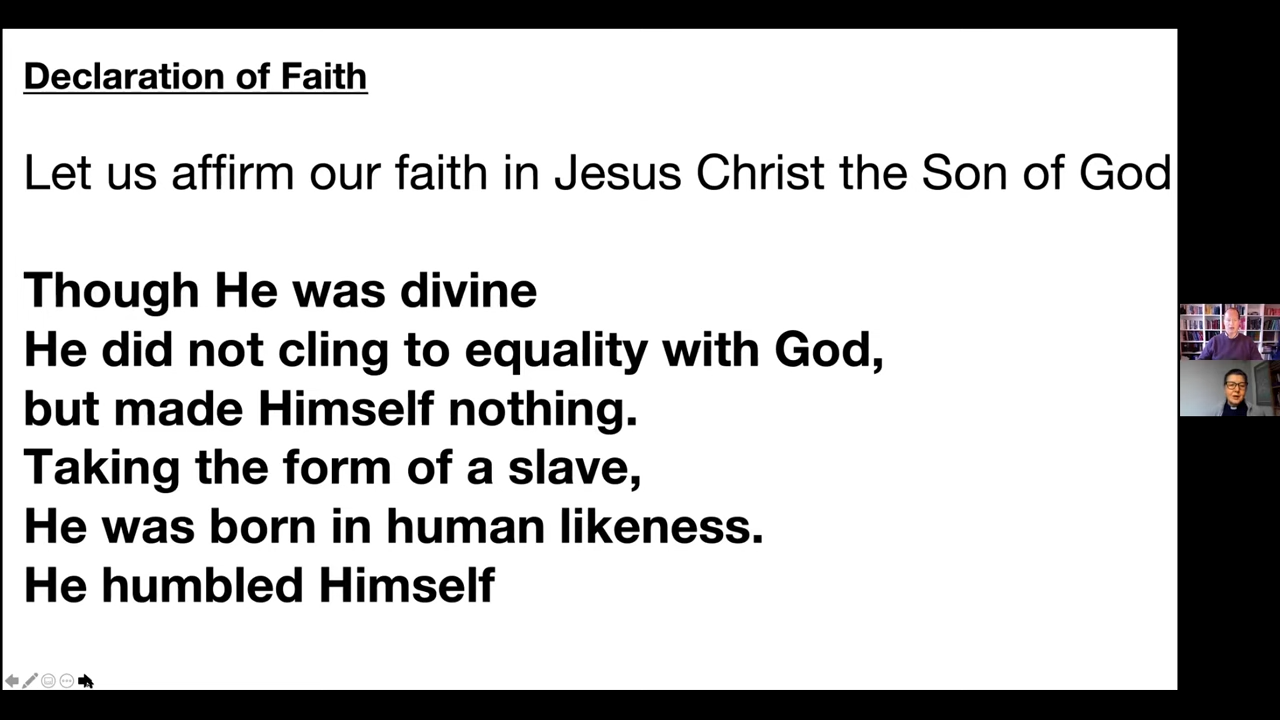 Declaration of Faith
Let us affirm our faith in Jesus Christ the Son of God
Though He was divine
He did not cling to equality with God,
but made Himself nothing.
Taking the form of a slave,
He was born in human likeness.
He humbled Himself